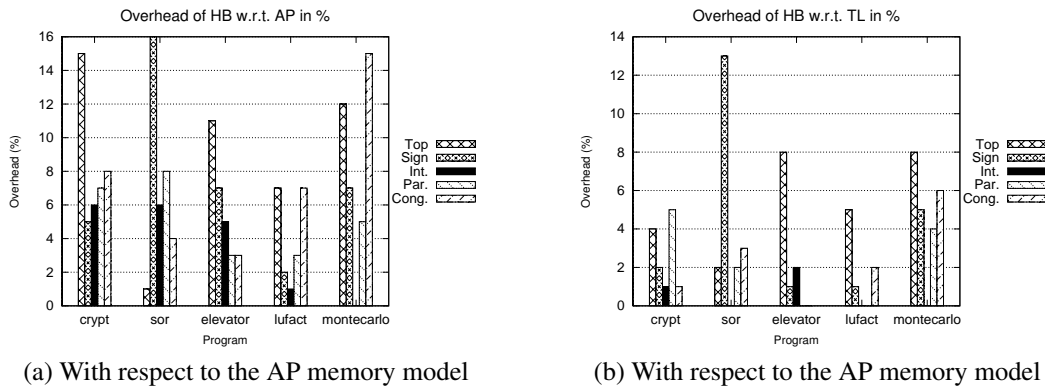 Overhead of HB w.r.t. AP in %
16
14
12
10
8
6
4
2
0
Overhead (%)
crypt sor elevator lufact montecarlo
Program
Top
Sign
Int.
Par.
Cong.
(a) With respect to the AP memory model
Overhead of HB w.r.t. TL in %
14
12
10
8
6
4
2
0
Overhead (%)
crypt sor elevator lufact montecarlo
Program
Top
Sign
Int.
Par.
Cong.
(b) With respect to the AP memory model